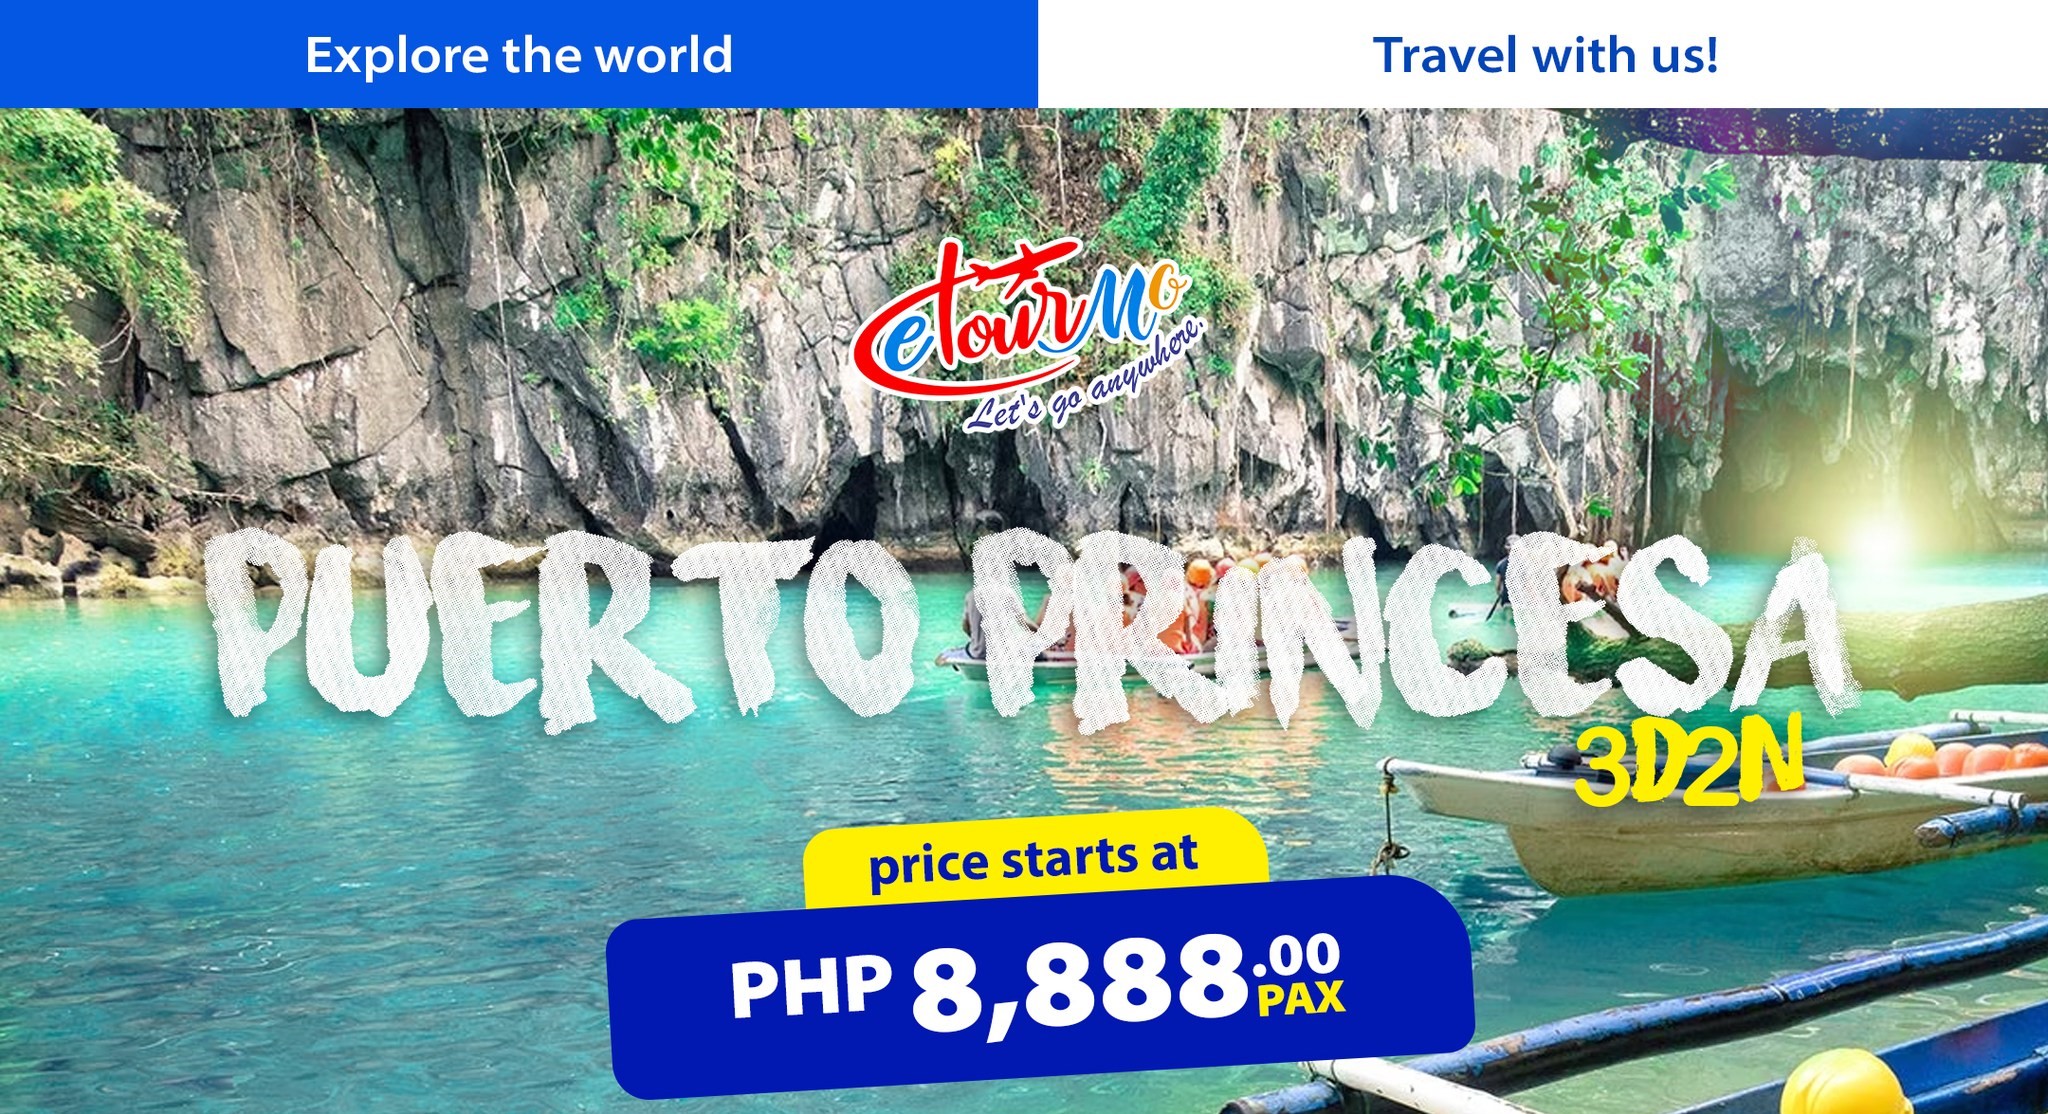 Explore the world
Travel with us!
etourMo
Let's go anywhere.
PUERTO PRINCESA
3D2N
price starts at
PHP 8,888.00
PAX